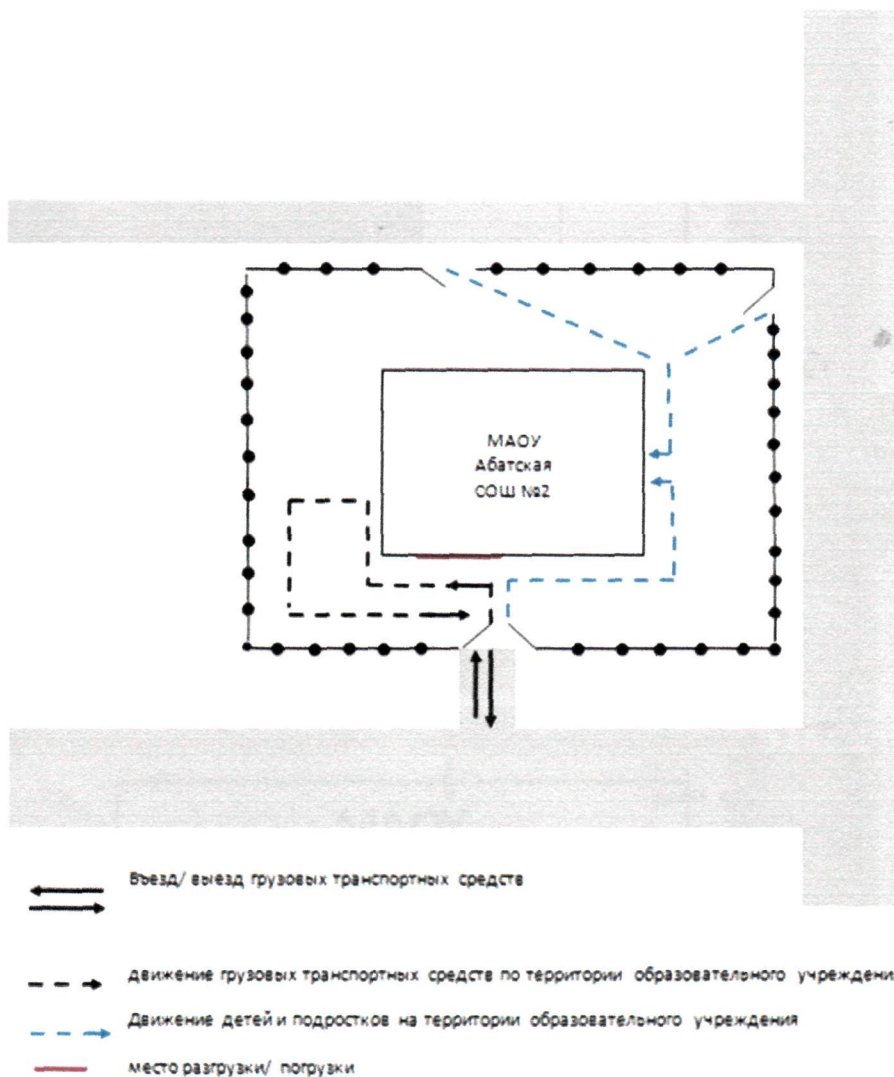 МАОУ
Абатская
СОШ №2
Въезд/ выезд грузовых транспортных средств
движение грузовых транспортных средств по территории образовательного учреждени
Движение детей и подростков на территории образовательного учреждения
место разгрузки/ погрузки